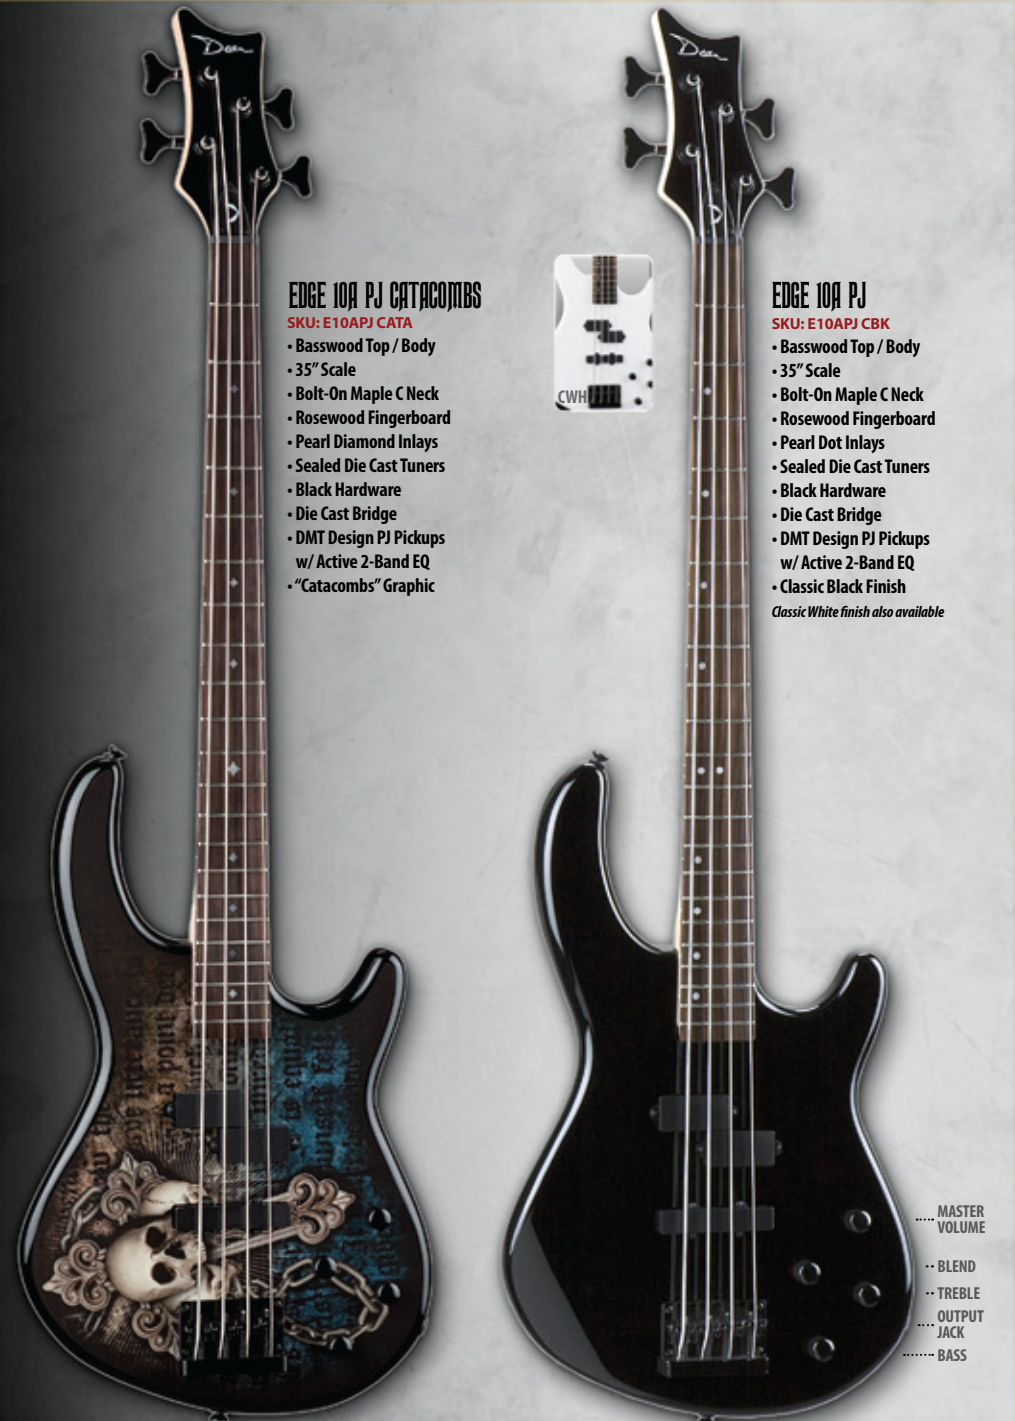 Dean
Dean
EDGE 10A PJ CATACOMBS
SKU: E10APJ CATA
• Basswood Top / Body
• 35" Scale
• Bolt-On Maple C Neck
• Rosewood Fingerboard
• Pearl Diamond Inlays
• Sealed Die Cast Tuners
• Black Hardware
• Die Cast Bridge
• DMT Design PJ Pickups
w/ Active 2-Band EQ
• “Catacombs” Graphic
CWH
EDGE 10A PJ
SKU: E10APJ CBK
• Basswood Top / Body
• 35" Scale
• Bolt-On Maple C Neck
• Rosewood Fingerboard
• Pearl Dot Inlays
• Sealed Die Cast Tuners
• Black Hardware
• Die Cast Bridge
• DMT Design PJ Pickups
w/ Active 2-Band EQ
• Classic Black Finish
Classic White finish also available
a point
MASTER
VOLUME
BLEND
TREBLE
OUTPUT
JACK
BASS